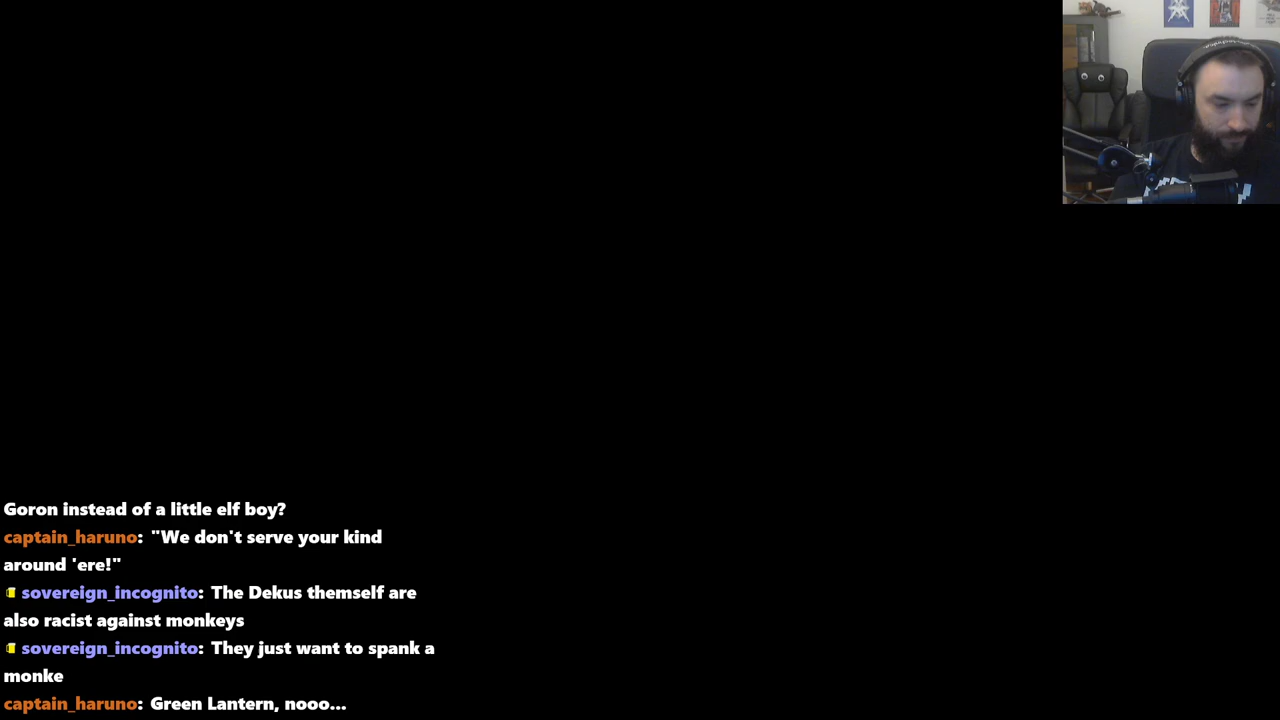 Goron instead of a little elf boy?
captain_haruno: "We don't serve your kind
around 'ere!"
sovereign_incognito: The Dekus themself are
also racist against monkeys
sovereign_incognito: They just want to spank a
monke
captain_haruno: Green Lantern, nooo...